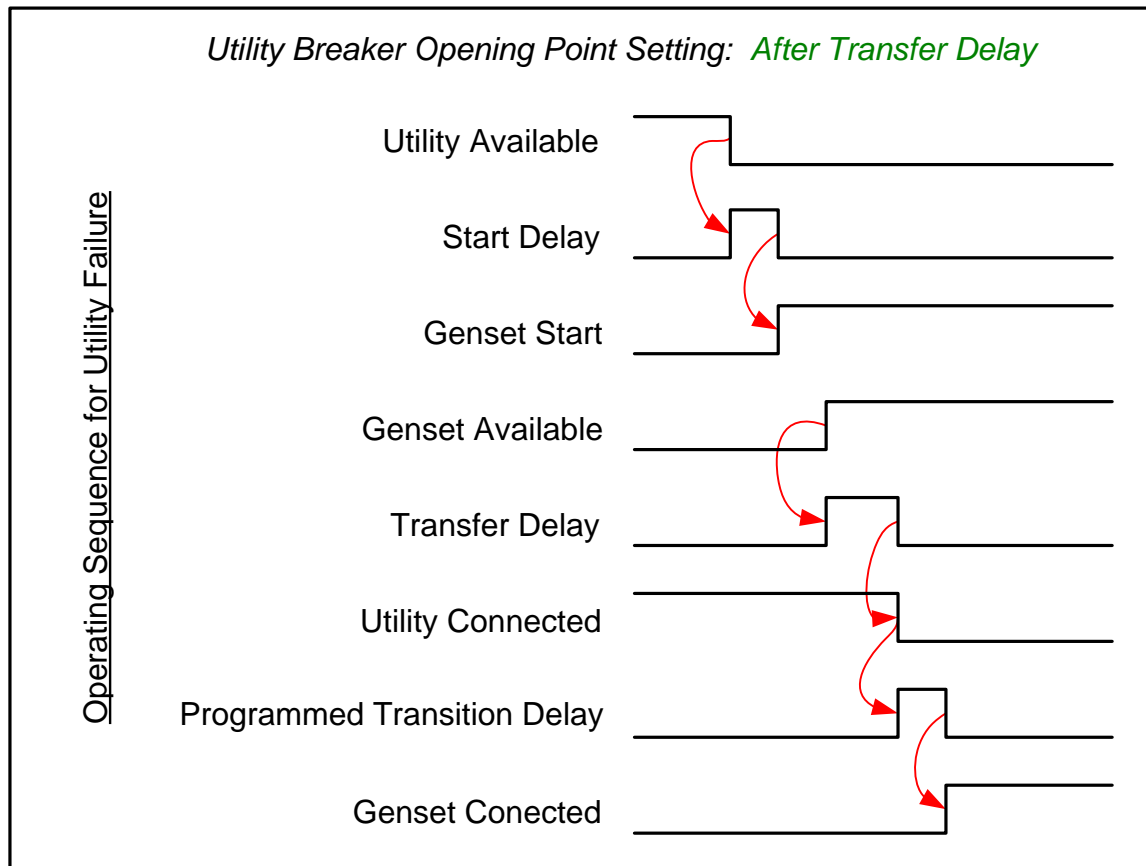 Utility Breaker Opening Point Setting: After Transfer Delay
Operating Sequence for Utility Failure
Utility Available
Start Delay
Genset Start
Genset Available
Transfer Delay
Utility Connected
Programmed Transition Delay
Genset Conected